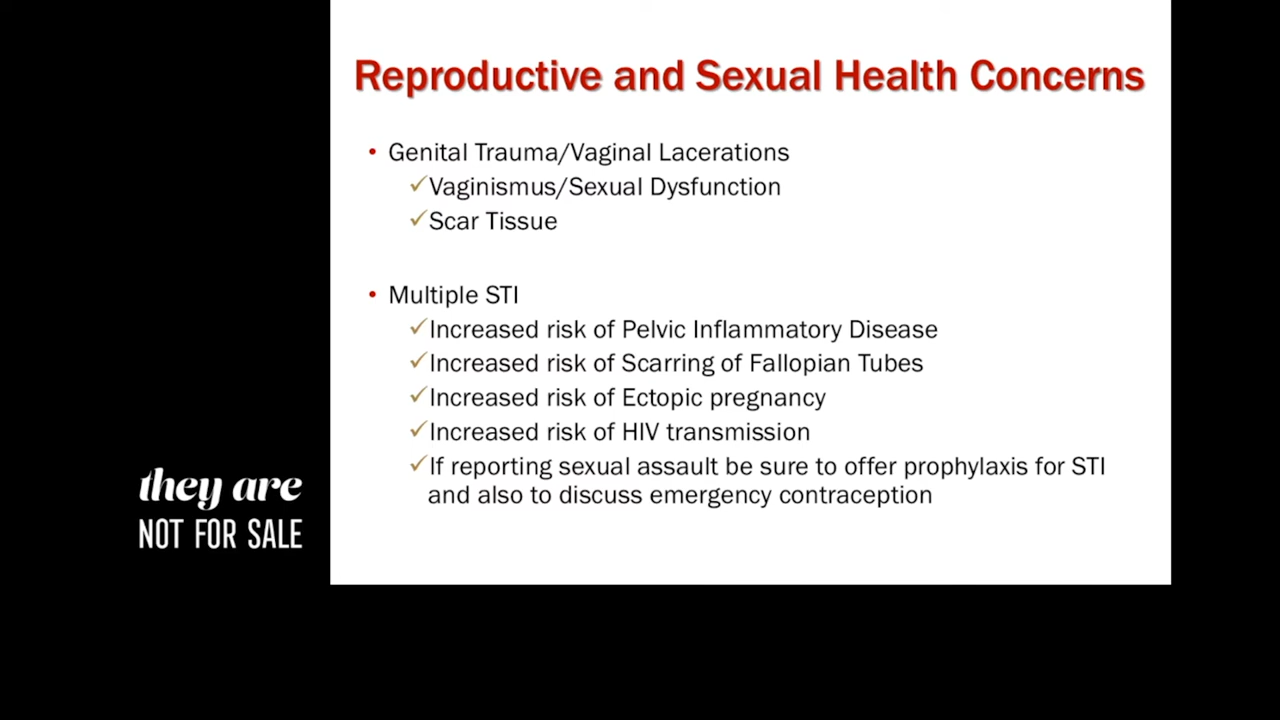 Reproductive and Sexual Health Concerns
• Genital Trauma/Vaginal Lacerations
✓Vaginismus/Sexual Dysfunction
✓Scar Tissue
• Multiple STI
✓Increased risk of Pelvic Inflammatory Disease
✓Increased risk of Scarring of Fallopian Tubes
✓Increased risk of Ectopic pregnancy
✓Increased risk of HIV transmission
✓If reporting sexual assault be sure to offer prophylaxis for STI
and also to discuss emergency contraception
they are
NOT FOR SALE